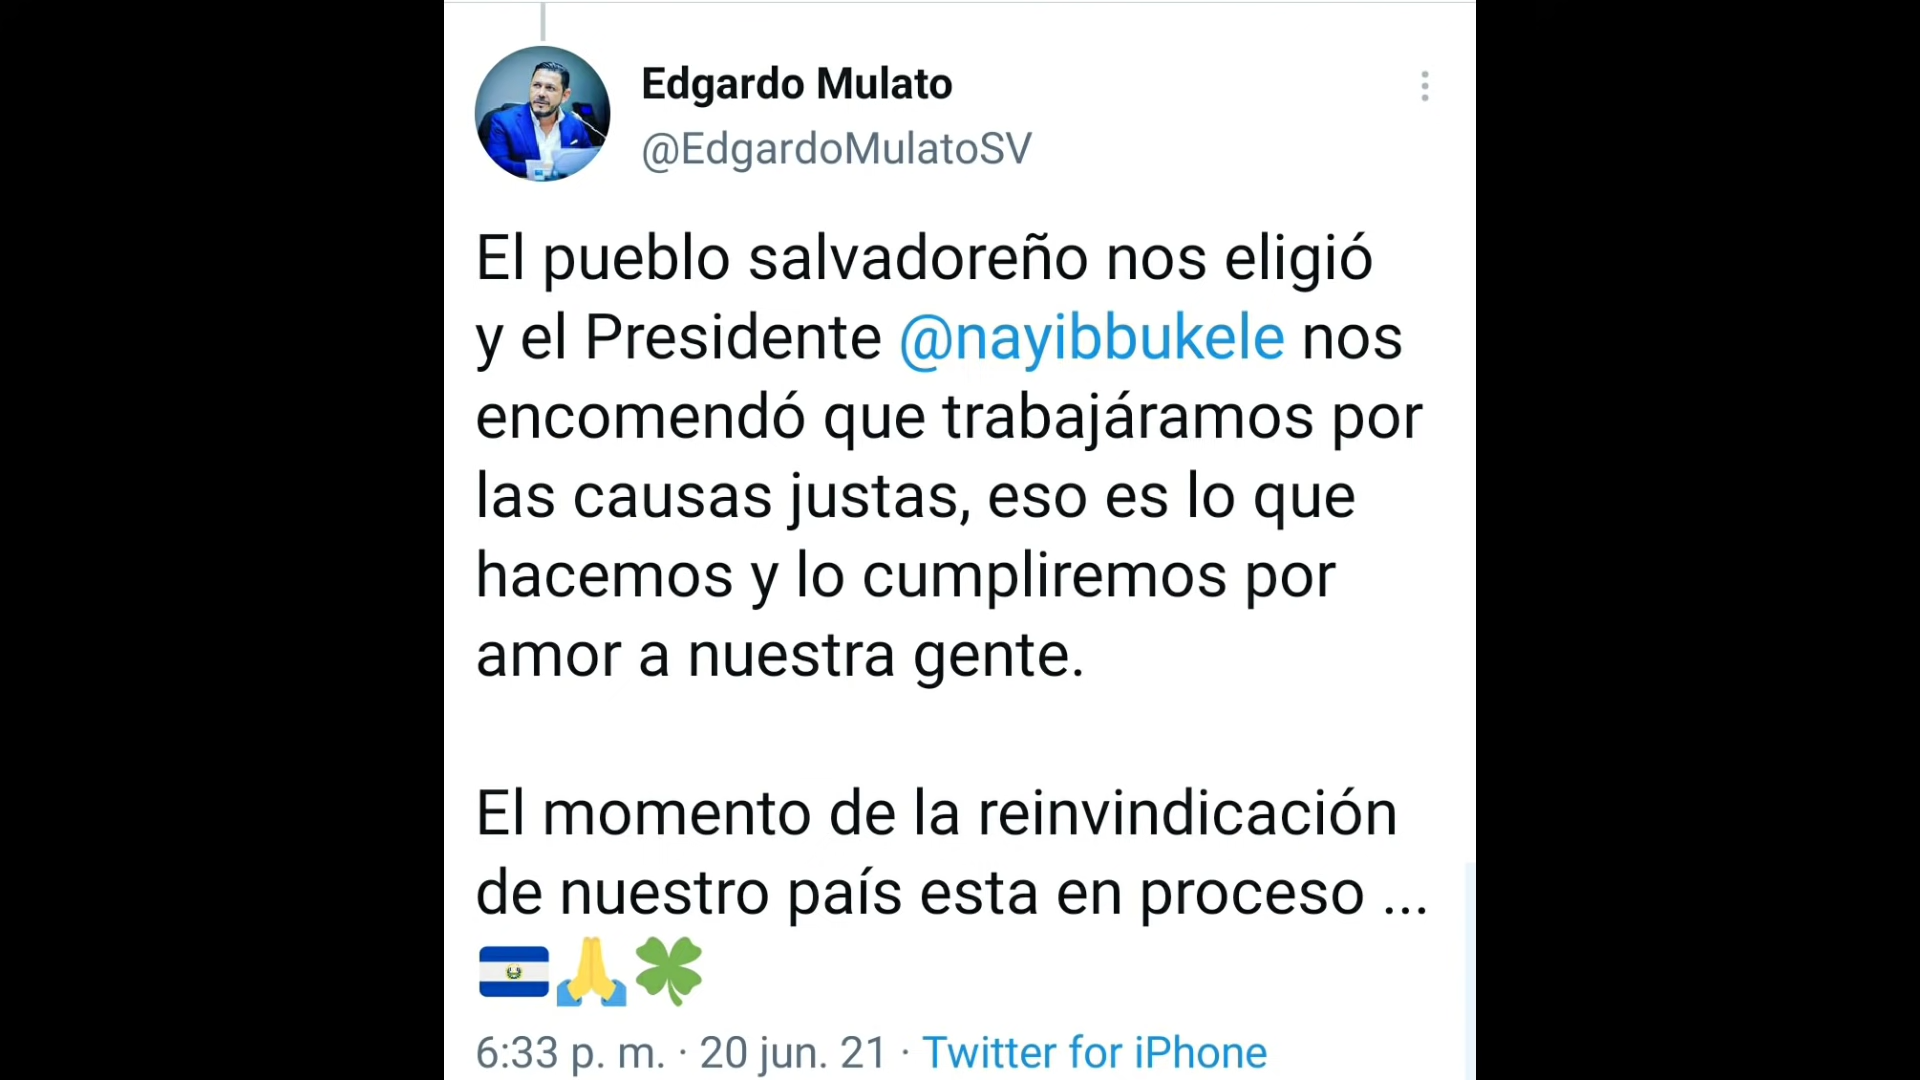 Edgardo Mulato
@EdgardoMulatoSV
El pueblo salvadoreño nos eligió
y el Presidente @nayibbukele nos
encomendó que trabajáramos por
las causas justas, eso es lo que
hacemos y lo cumpliremos por
amor a nuestra gente.
El momento de la reinvindicación
de nuestro país esta en proceso ...
🇸🇻🙏🍀
6:33 p. m. · 20 jun. 21 · Twitter for iPhone